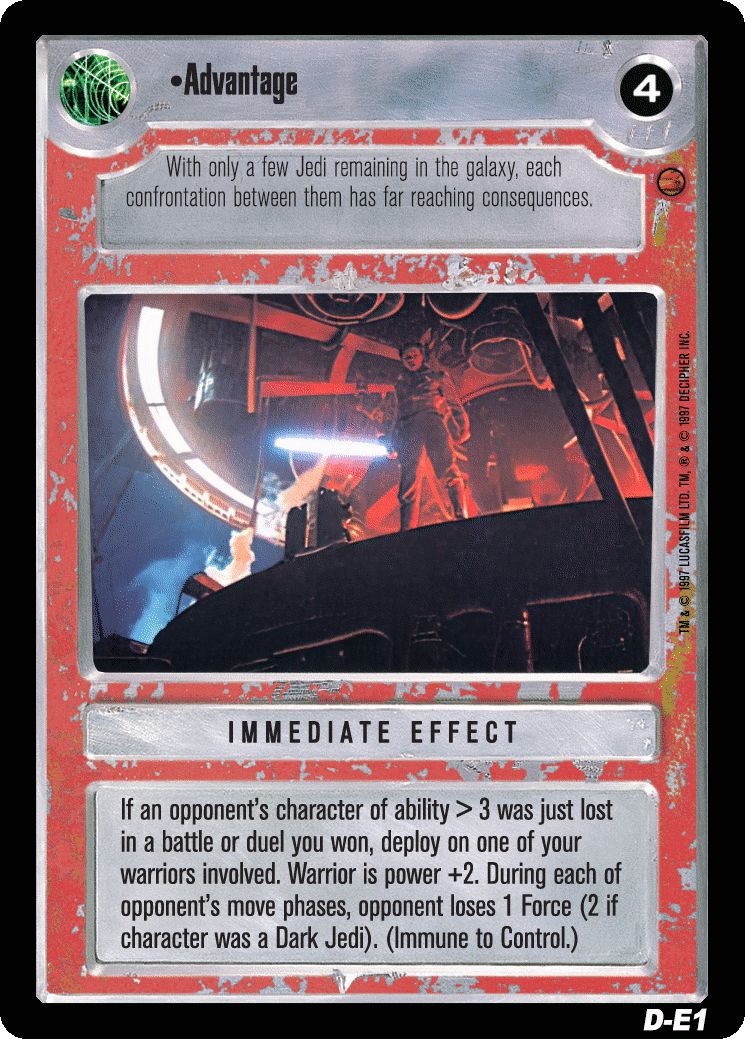 •Advantage
4
With only a few Jedi remaining in the galaxy, each
confrontation between them has far reaching consequences.
TM & © 1997 LUCASFILM LTD. TM, ® & © 1997 DECIPHER INC.
IMMEDIATE EFFECT
If an opponent's character of ability > 3 was just lost
in a battle or duel you won, deploy on one of your
warriors involved. Warrior is power +2. During each of
opponent's move phases, opponent loses 1 Force (2 if
character was a Dark Jedi). (Immune to Control.)
D-E1